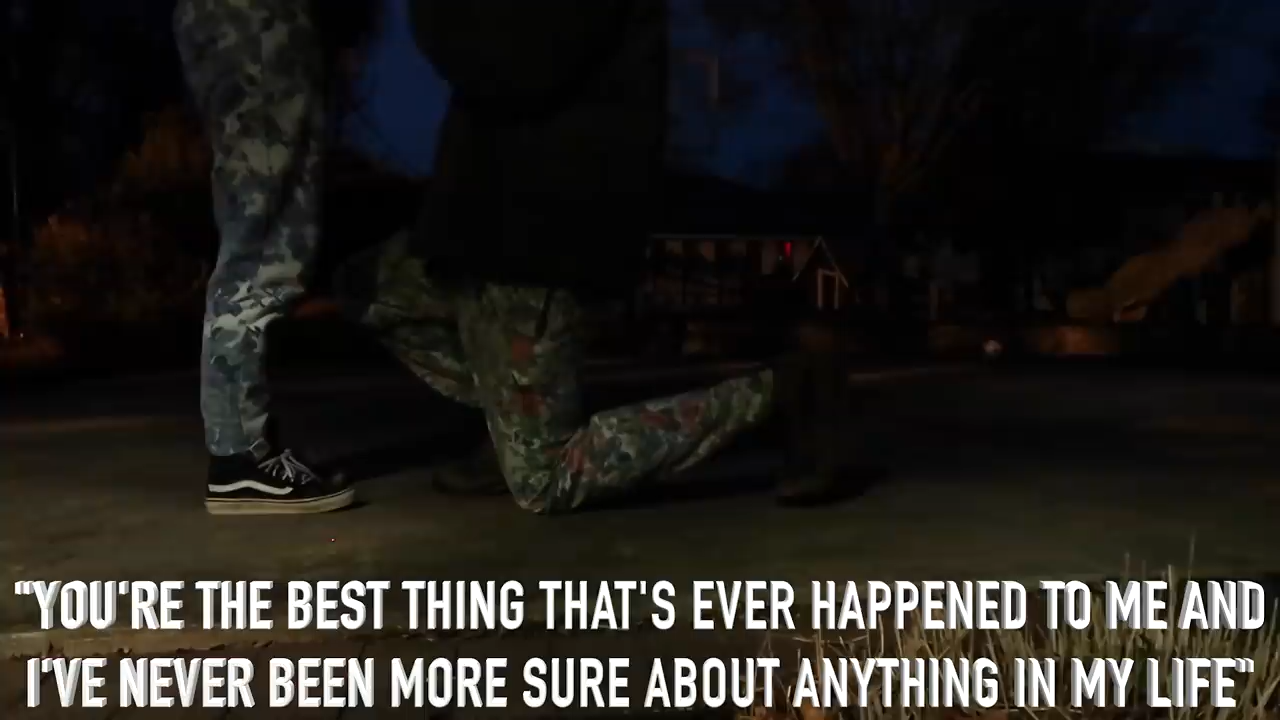 "YOU'RE THE BEST THING THAT'S EVER HAPPENED TO ME AND
I'VE NEVER BEEN MORE SURE ABOUT ANYTHING IN MY LIFE"